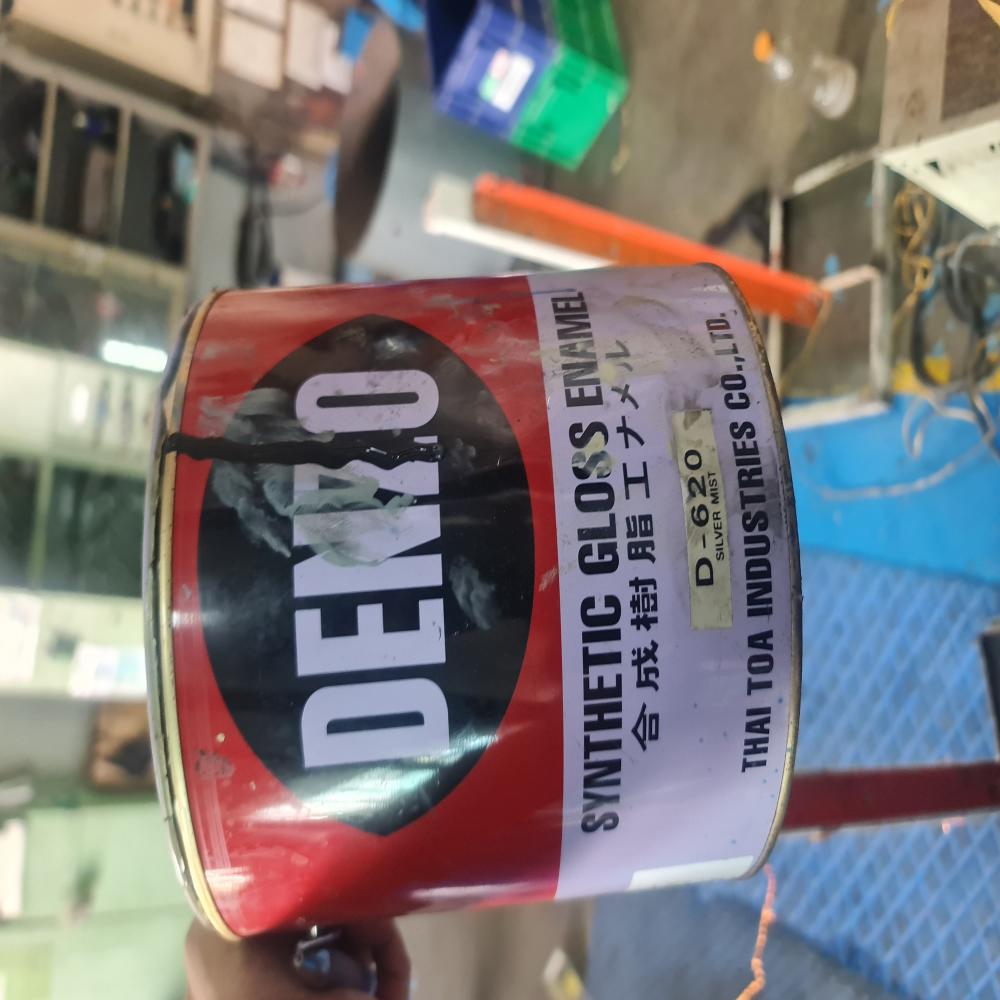 DENZO
SYNTHETIC GLOSS ENAMEL
合成樹脂エナメル
D-620
SILVER MIST
THAI TOA INDUSTRIES CO.,LTD.